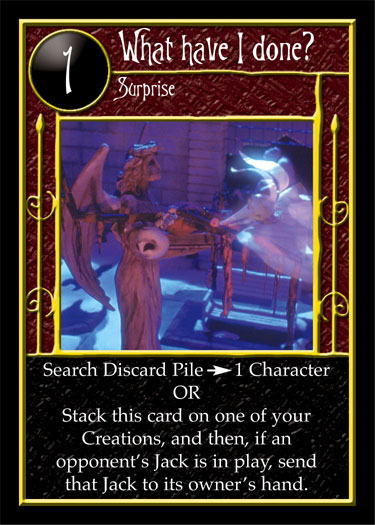 1
What have I done?
Surprise
Search Discard Pile → 1 Character
OR
Stack this card on one of your
Creations, and then, if an
opponent's Jack is in play, send
that Jack to its owner's hand.